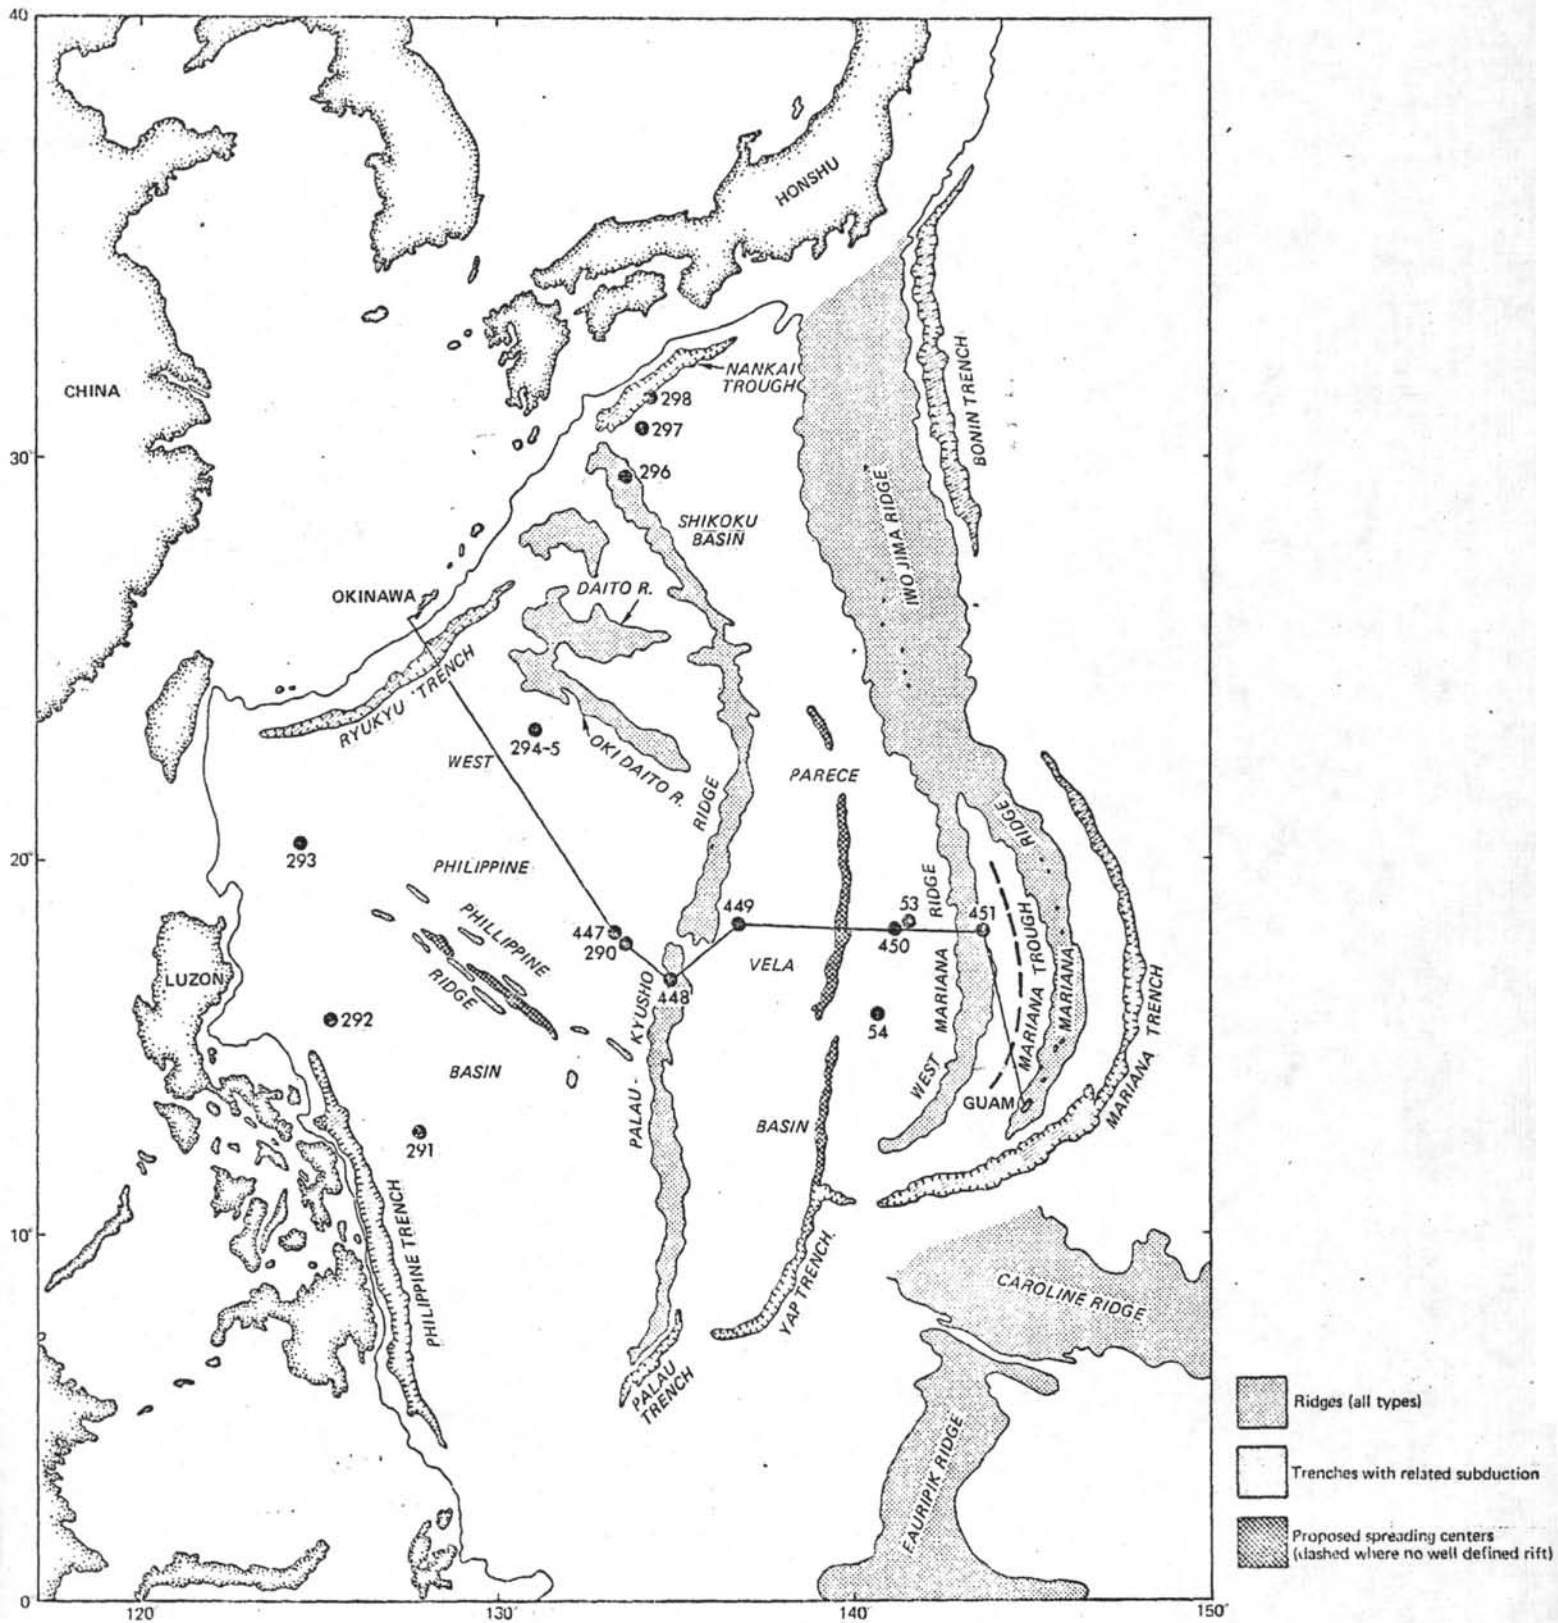 40
HONSHU
CHINA
NANKAI
TROUGH
298
297
BONIN TRENCH
30°
296
SHIKOKU
BASIN
IWO JIMA RIDGE
OKINAWA
DAITO R.
RYUKYU TRENCH
294-5
OKI DAITO R.
WEST
PARECE
RIDGE
RIDGE
293
20°
PHILIPPINE
RIDGE
449
53
451
447
290
450
PHILLIPPINE
RIDGE
VELA
LUZON
448
KYUSHO
PALAU -
MARIANA
WEST
MARIANA TROUGH
MARIANA
MARIANA TRENCH
292
54
BASIN
GUAM
291
BASIN
10°
PHILIPPINE TRENCH
YAP TRENCH
CAROLINE RIDGE
PALAU
TRENCH
EAURIPIK RIDGE
Ridges (all types)
Trenches with related subduction
Proposed spreading centers
(dashed where no well defined rift)
0
120
130°
140
150°